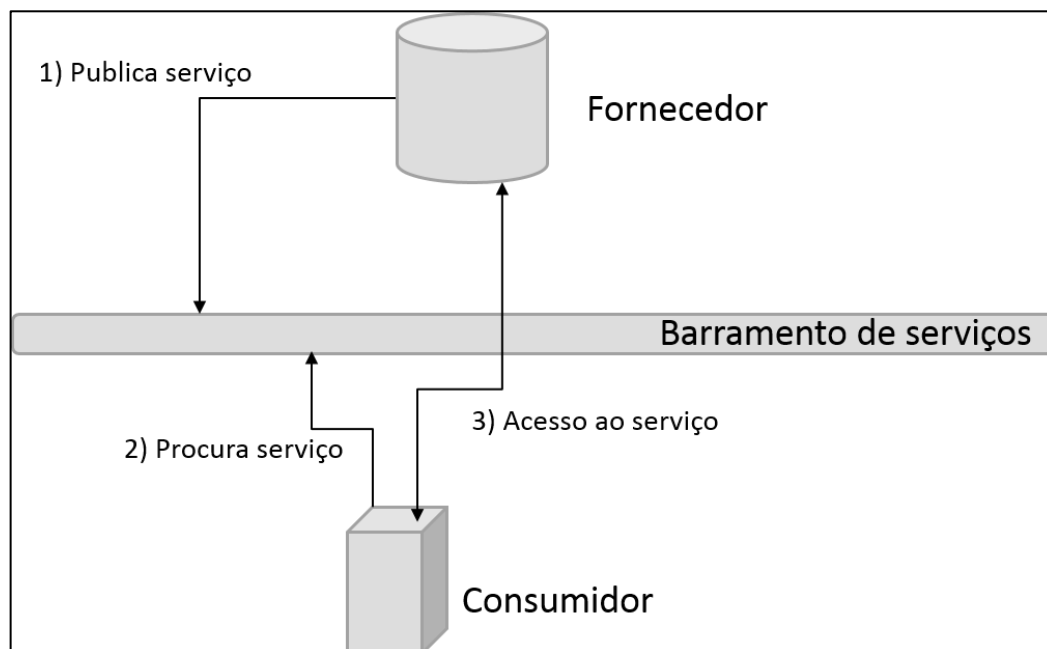 1) Publica serviço
Fornecedor
Barramento de serviços
3) Acesso ao serviço
2) Procura serviço
Consumidor